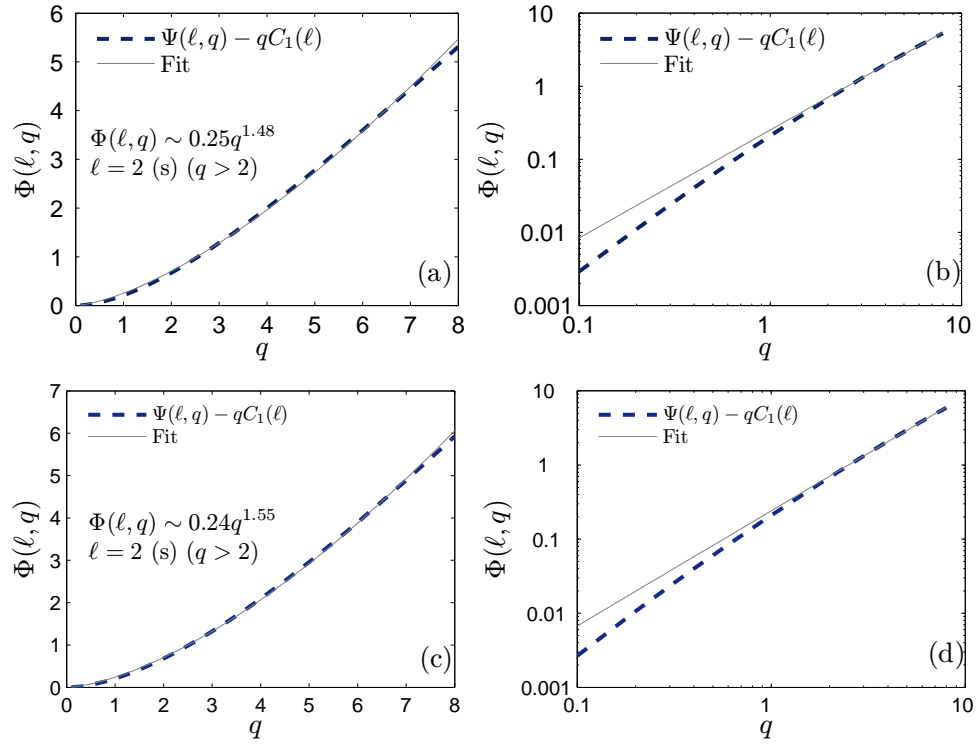 6
5
4
3
2
1
0
0 1 2 3 4 5 6 7 8
Φ(ℓ, q)
q
Ψ(ℓ, q) − qC₁(ℓ)
Fit
Φ(ℓ, q) ∼ 0.25q^1.48
ℓ = 2 (s) (q > 2)
(a)
10
1
0.1
0.01
0.001
0.1 1 10
Φ(ℓ, q)
q
Ψ(ℓ, q) − qC₁(ℓ)
Fit
(b)
7
6
5
4
3
2
1
0
0 1 2 3 4 5 6 7 8
Φ(ℓ, q)
q
Ψ(ℓ, q) − qC₁(ℓ)
Fit
Φ(ℓ, q) ∼ 0.24q^1.55
ℓ = 2 (s) (q > 2)
(c)
10
1
0.1
0.01
0.001
0.1 1 10
Φ(ℓ, q)
q
Ψ(ℓ, q) − qC₁(ℓ)
Fit
(d)